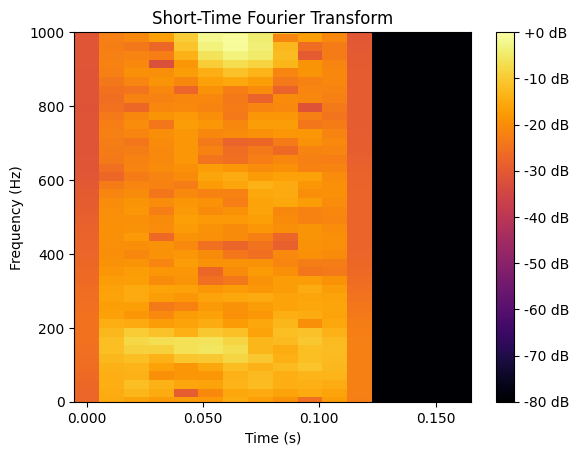 Short-Time Fourier Transform
Frequency (Hz)
1000
800
600
400
200
0
0.000
0.050
0.100
0.150
Time (s)
+0 dB
-10 dB
-20 dB
-30 dB
-40 dB
-50 dB
-60 dB
-70 dB
-80 dB